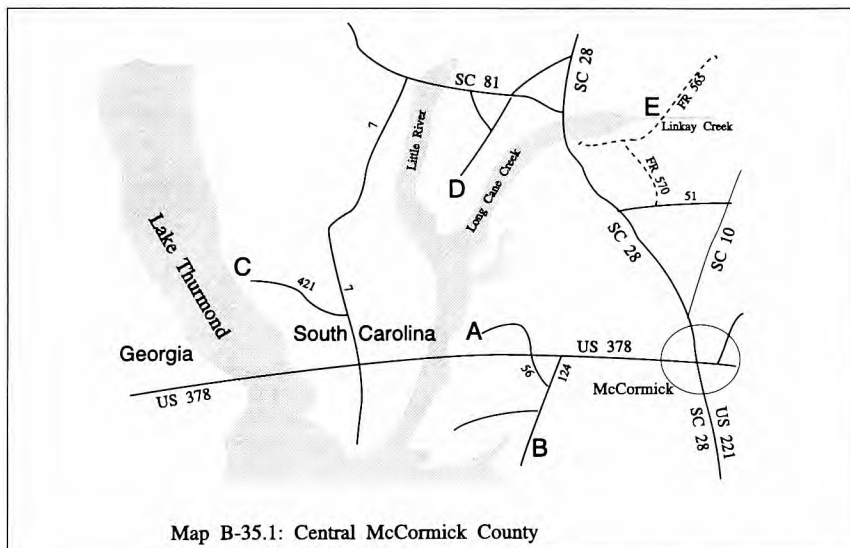 SC 28
SC 81
E
FR 563
Linkay Creek
7
Little River
FR 570
D
Long Cane Creek
51
SC 10
Lake Thurmond
C
421
7
SC 28
South Carolina
A
Georgia
US 378
56
124
McCormick
US 378
SC 28
US 221
B
Map B-35.1: Central McCormick County